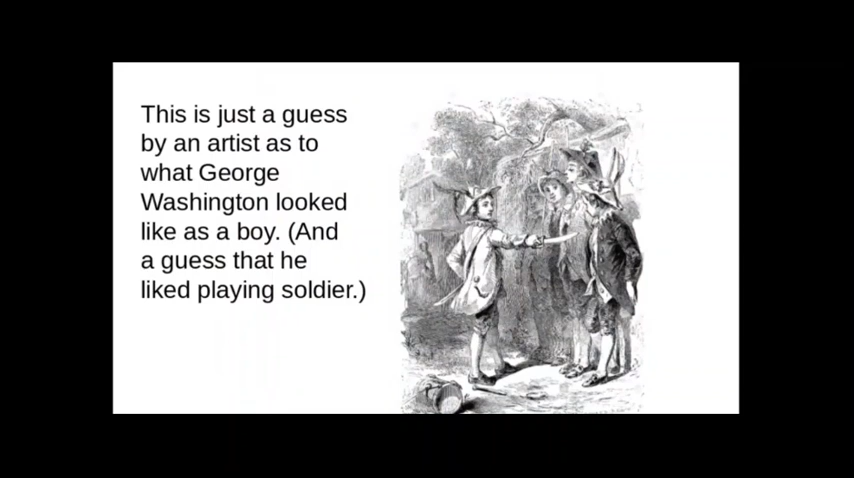 This is just a guess
by an artist as to
what George
Washington looked
like as a boy. (And
a guess that he
liked playing soldier.)